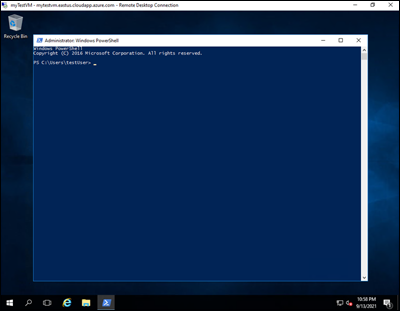 myTestVM - mytestvm.eastus.cloudapp.azure.com - Remote Desktop Connection
Recycle Bin
Administrator: Windows PowerShell
Windows PowerShell
Copyright (C) 2016 Microsoft Corporation. All rights reserved.
PS C:\Users\testUser> _
10:58 PM
9/13/2021